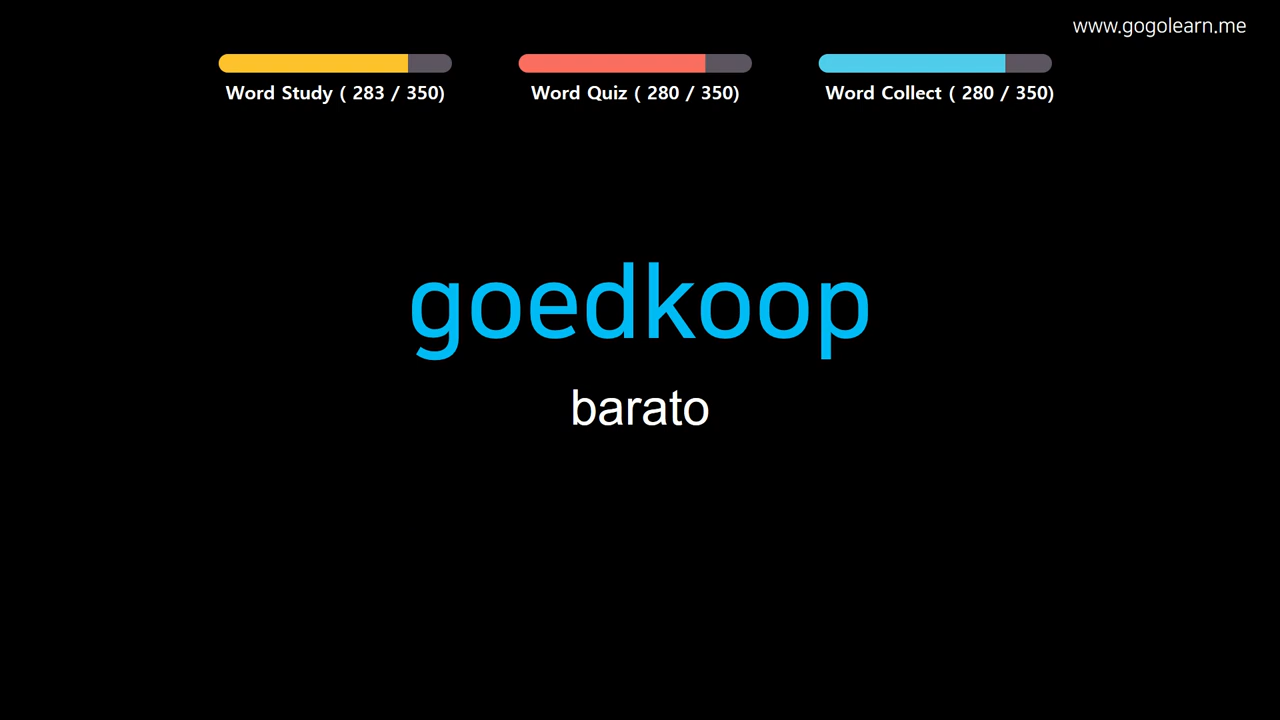 www.gogolearn.me
Word Study ( 283 / 350)
Word Quiz ( 280 / 350)
Word Collect ( 280 / 350)
goedkoop
barato